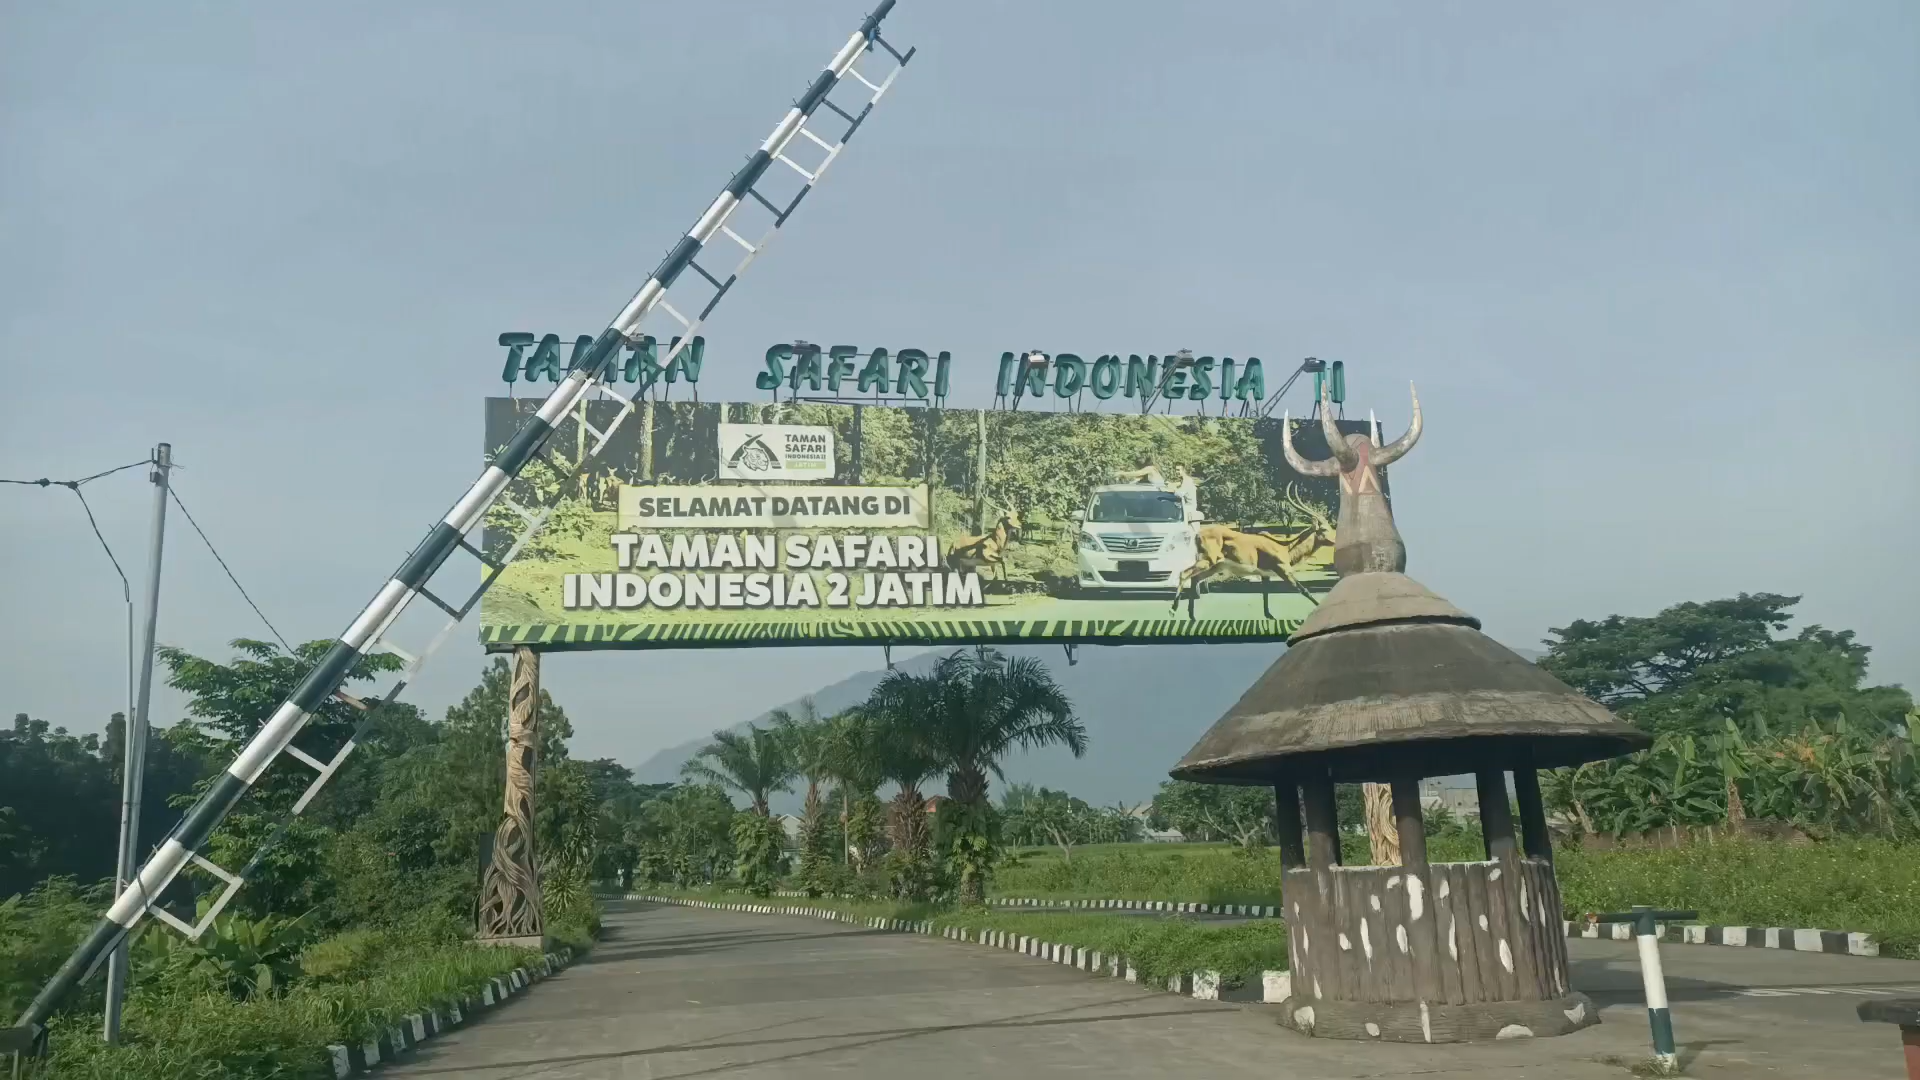 TAMAN SAFARI INDONESIA II
TAMAN
SAFARI
INDONESIA II
JATIM
SELAMAT DATANG DI
TAMAN SAFARI
INDONESIA 2 JATIM